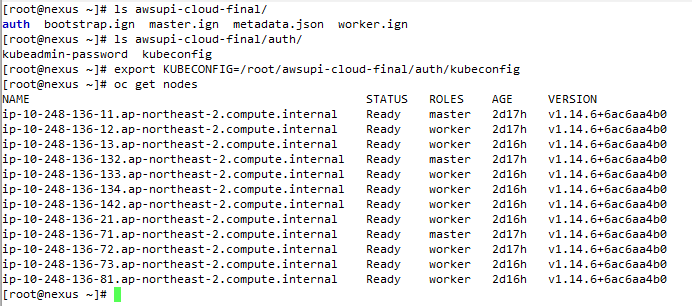 [root@nexus ~]# ls awsupi-cloud-final/
auth  bootstrap.ign  master.ign  metadata.json  worker.ign
[root@nexus ~]# ls awsupi-cloud-final/auth/
kubeadmin-password  kubeconfig
[root@nexus ~]# export KUBECONFIG=/root/awsupi-cloud-final/auth/kubeconfig
[root@nexus ~]# oc get nodes
NAME                                               STATUS   ROLES    AGE     VERSION
ip-10-248-136-11.ap-northeast-2.compute.internal    Ready    master   2d17h   v1.14.6+6ac6aa4b0
ip-10-248-136-12.ap-northeast-2.compute.internal    Ready    worker   2d17h   v1.14.6+6ac6aa4b0
ip-10-248-136-13.ap-northeast-2.compute.internal    Ready    worker   2d16h   v1.14.6+6ac6aa4b0
ip-10-248-136-132.ap-northeast-2.compute.internal   Ready    master   2d17h   v1.14.6+6ac6aa4b0
ip-10-248-136-133.ap-northeast-2.compute.internal   Ready    worker   2d16h   v1.14.6+6ac6aa4b0
ip-10-248-136-134.ap-northeast-2.compute.internal   Ready    worker   2d16h   v1.14.6+6ac6aa4b0
ip-10-248-136-142.ap-northeast-2.compute.internal   Ready    worker   2d16h   v1.14.6+6ac6aa4b0
ip-10-248-136-21.ap-northeast-2.compute.internal    Ready    worker   2d16h   v1.14.6+6ac6aa4b0
ip-10-248-136-71.ap-northeast-2.compute.internal    Ready    master   2d17h   v1.14.6+6ac6aa4b0
ip-10-248-136-72.ap-northeast-2.compute.internal    Ready    worker   2d17h   v1.14.6+6ac6aa4b0
ip-10-248-136-73.ap-northeast-2.compute.internal    Ready    worker   2d16h   v1.14.6+6ac6aa4b0
ip-10-248-136-81.ap-northeast-2.compute.internal    Ready    worker   2d16h   v1.14.6+6ac6aa4b0
[root@nexus ~]#